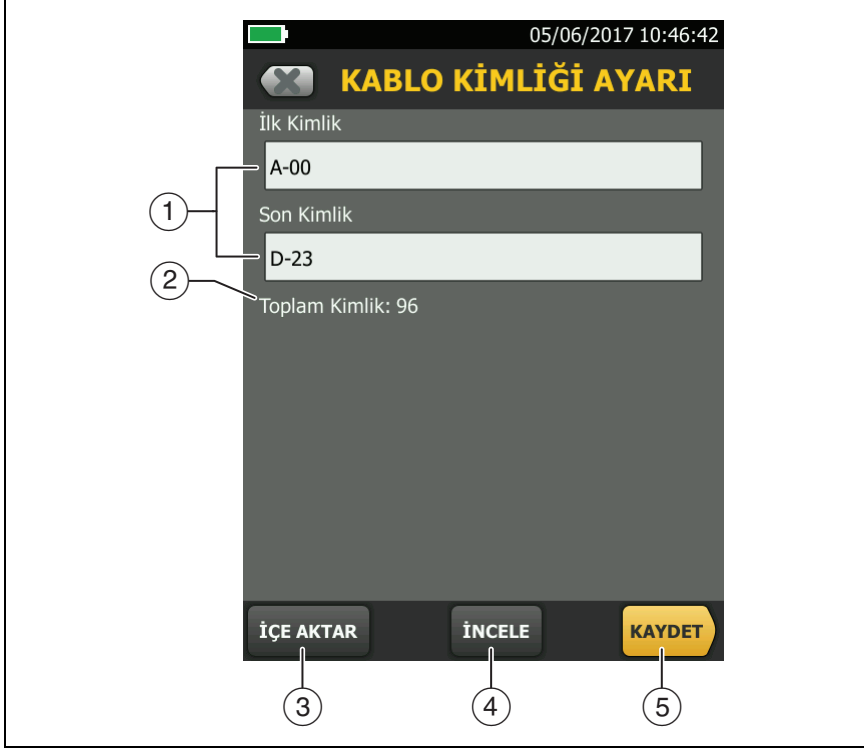 05/06/2017 10:46:42
KABLO KİMLİĞİ AYARI
İlk Kimlik
A-00
1
Son Kimlik
D-23
2
Toplam Kimlik: 96
İÇE AKTAR İNCELE KAYDET
3 4 5